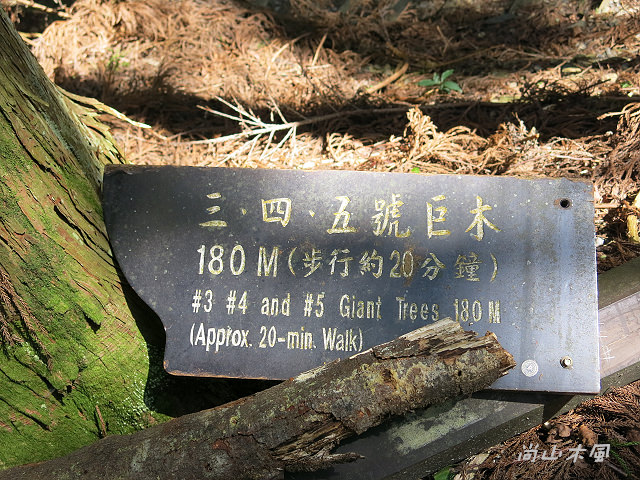 三·四·五號巨木
180M(步行約20分鐘)
#3 #4 and #5 Giant Trees 180M
(Approx. 20-min. Walk)
尚山木風